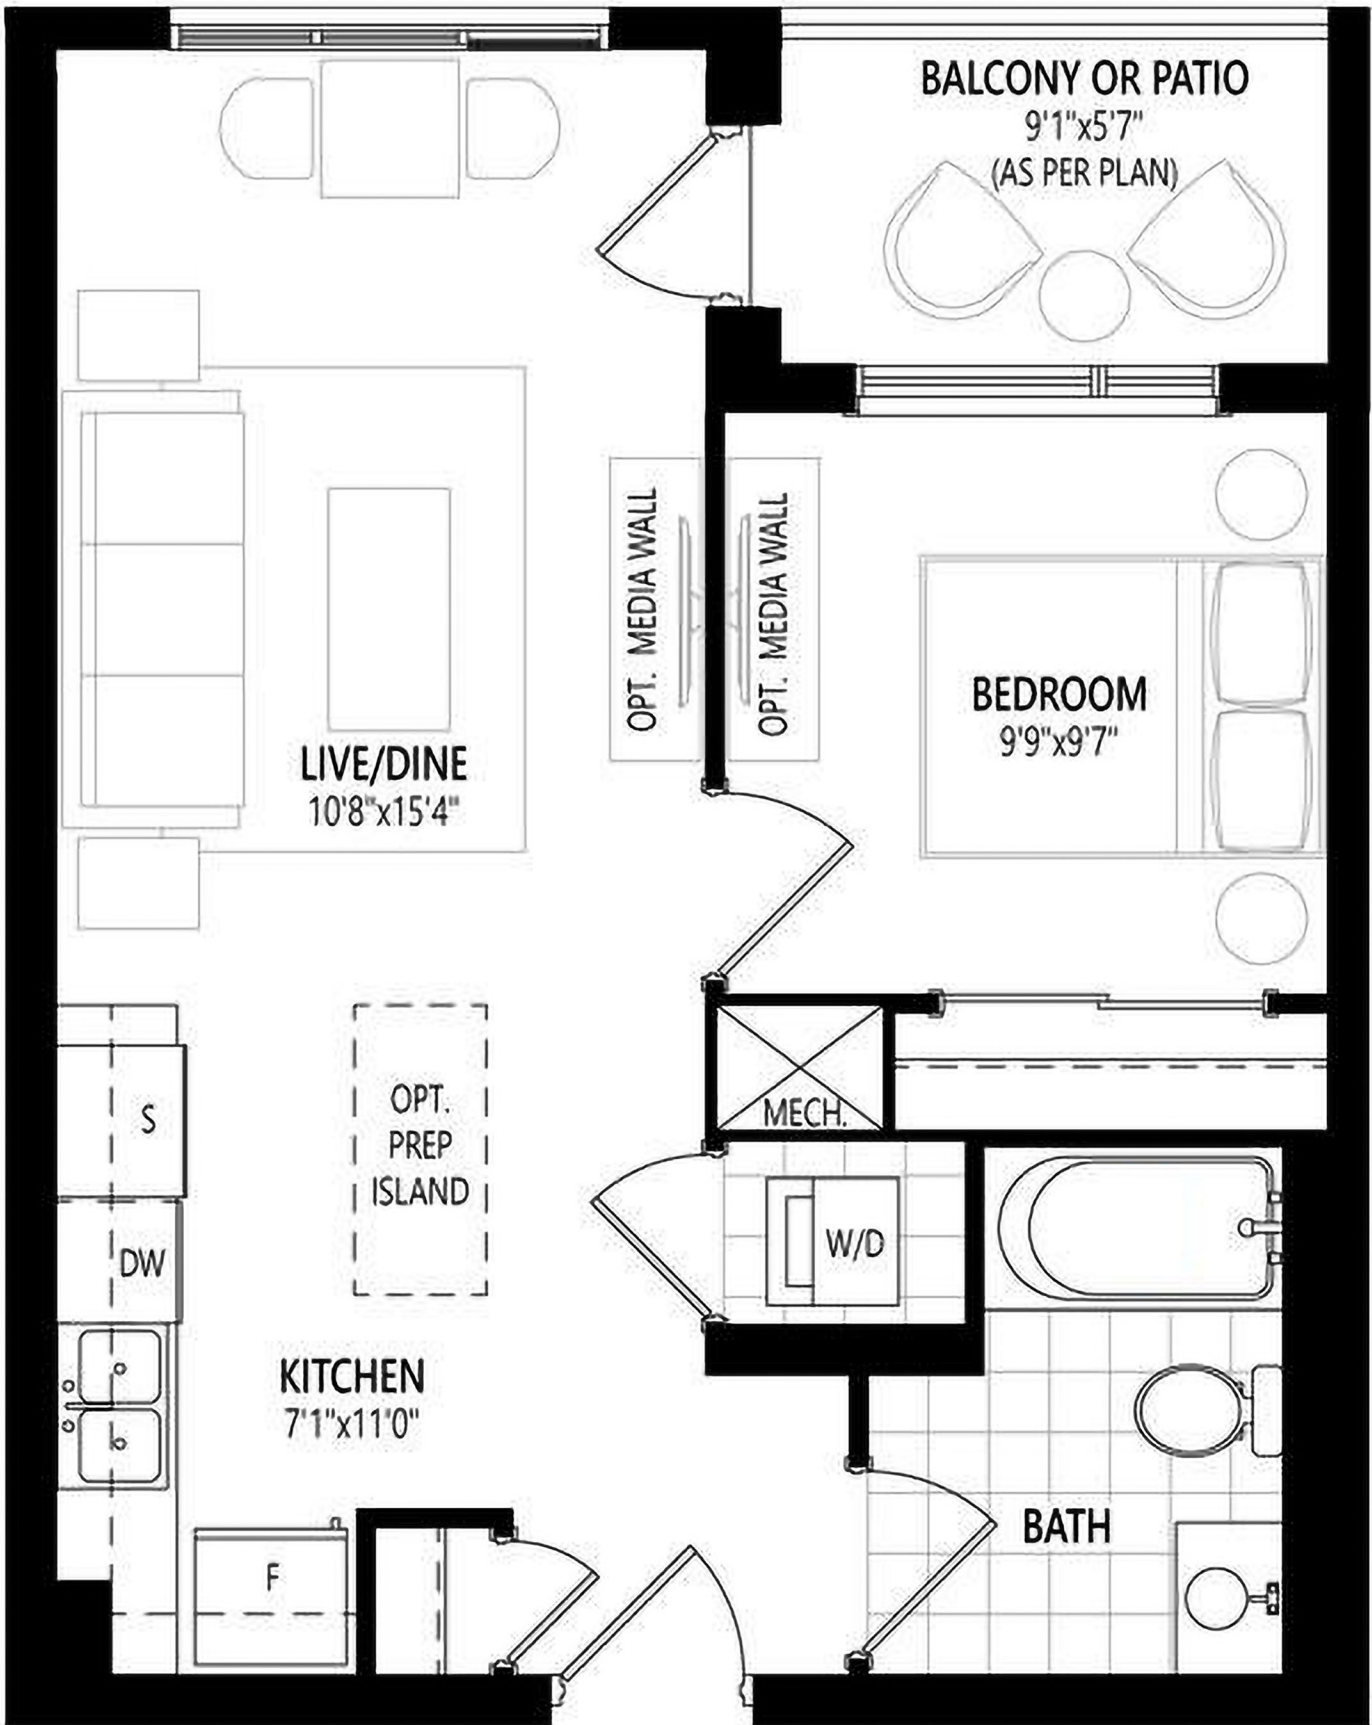 BALCONY OR PATIO
9'1"x5'7"
(AS PER PLAN)
OPT. MEDIA WALL
OPT. MEDIA WALL
BEDROOM
9'9"x9'7"
LIVE/DINE
10'8"x15'4"
OPT.
PREP
ISLAND
S
MECH.
DW
W/D
KITCHEN
7'1"x11'0"
BATH
F